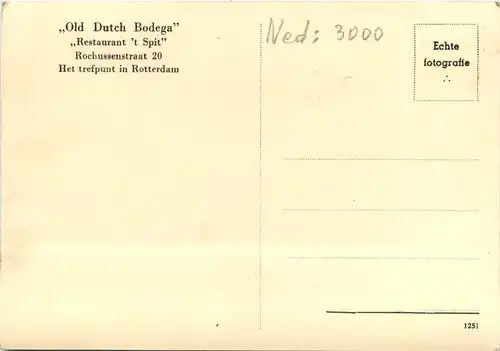 „Old Dutch Bodega”
„Restaurant 't Spit”
Rochussenstraat 20
Het trefpunt in Rotterdam
Ned: 3000
Echte
fotografie
1251